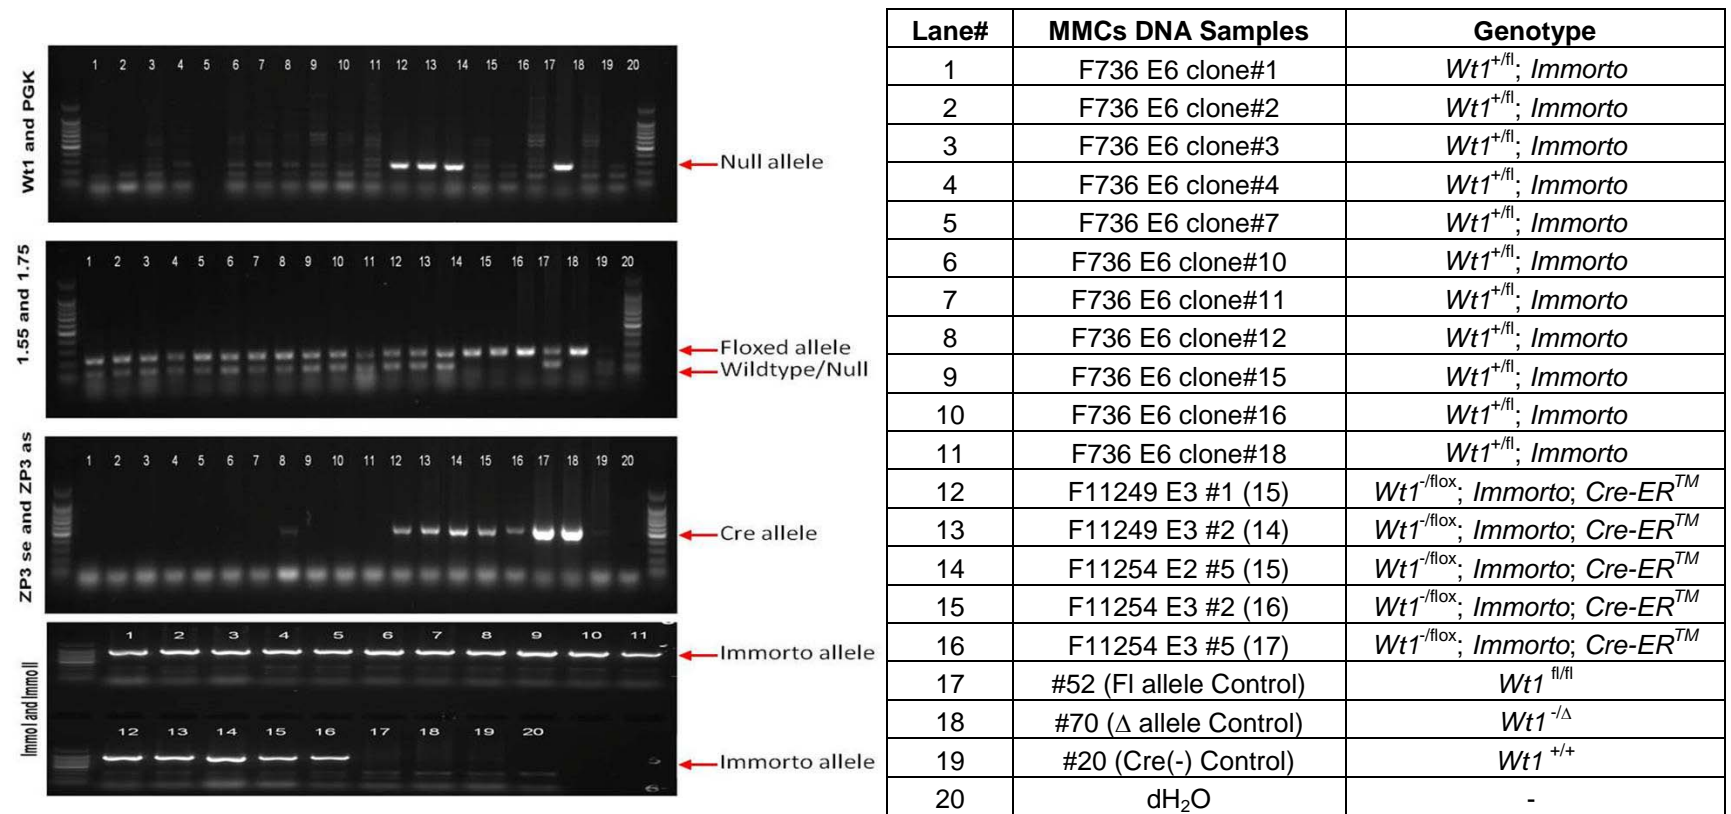 Wt1 and PGK
1 2 3 4 5 6 7 8 9 10 11 12 13 14 15 16 17 18 19 20
Null allele
1.55 and 1.75
1 2 3 4 5 6 7 8 9 10 11 12 13 14 15 16 17 18 19 20
Floxed allele
Wildtype/Null
ZP3 se and ZP3 as
1 2 3 4 5 6 7 8 9 10 11 12 13 14 15 16 17 18 19 20
Cre allele
Immo I and Immo II
1 2 3 4 5 6 7 8 9 10 11
Immorto allele
12 13 14 15 16 17 18 19 20
Immorto allele
Lane# MMCs DNA Samples Genotype
1 F736 E6 clone#1 Wt1+/fl; Immorto
2 F736 E6 clone#2 Wt1+/fl; Immorto
3 F736 E6 clone#3 Wt1+/fl; Immorto
4 F736 E6 clone#4 Wt1+/fl; Immorto
5 F736 E6 clone#7 Wt1+/fl; Immorto
6 F736 E6 clone#10 Wt1+/fl; Immorto
7 F736 E6 clone#11 Wt1+/fl; Immorto
8 F736 E6 clone#12 Wt1+/fl; Immorto
9 F736 E6 clone#15 Wt1+/fl; Immorto
10 F736 E6 clone#16 Wt1+/fl; Immorto
11 F736 E6 clone#18 Wt1+/fl; Immorto
12 F11249 E3 #1 (15) Wt1-/flox; Immorto; Cre-ERTM
13 F11249 E3 #2 (14) Wt1-/flox; Immorto; Cre-ERTM
14 F11254 E2 #5 (15) Wt1-/flox; Immorto; Cre-ERTM
15 F11254 E3 #2 (16) Wt1-/flox; Immorto; Cre-ERTM
16 F11254 E3 #5 (17) Wt1-/flox; Immorto; Cre-ERTM
17 #52 (Fl allele Control) Wt1 fl/fl
18 #70 (Δ allele Control) Wt1 -/Δ
19 #20 (Cre(-) Control) Wt1 +/+
20 dH2O -